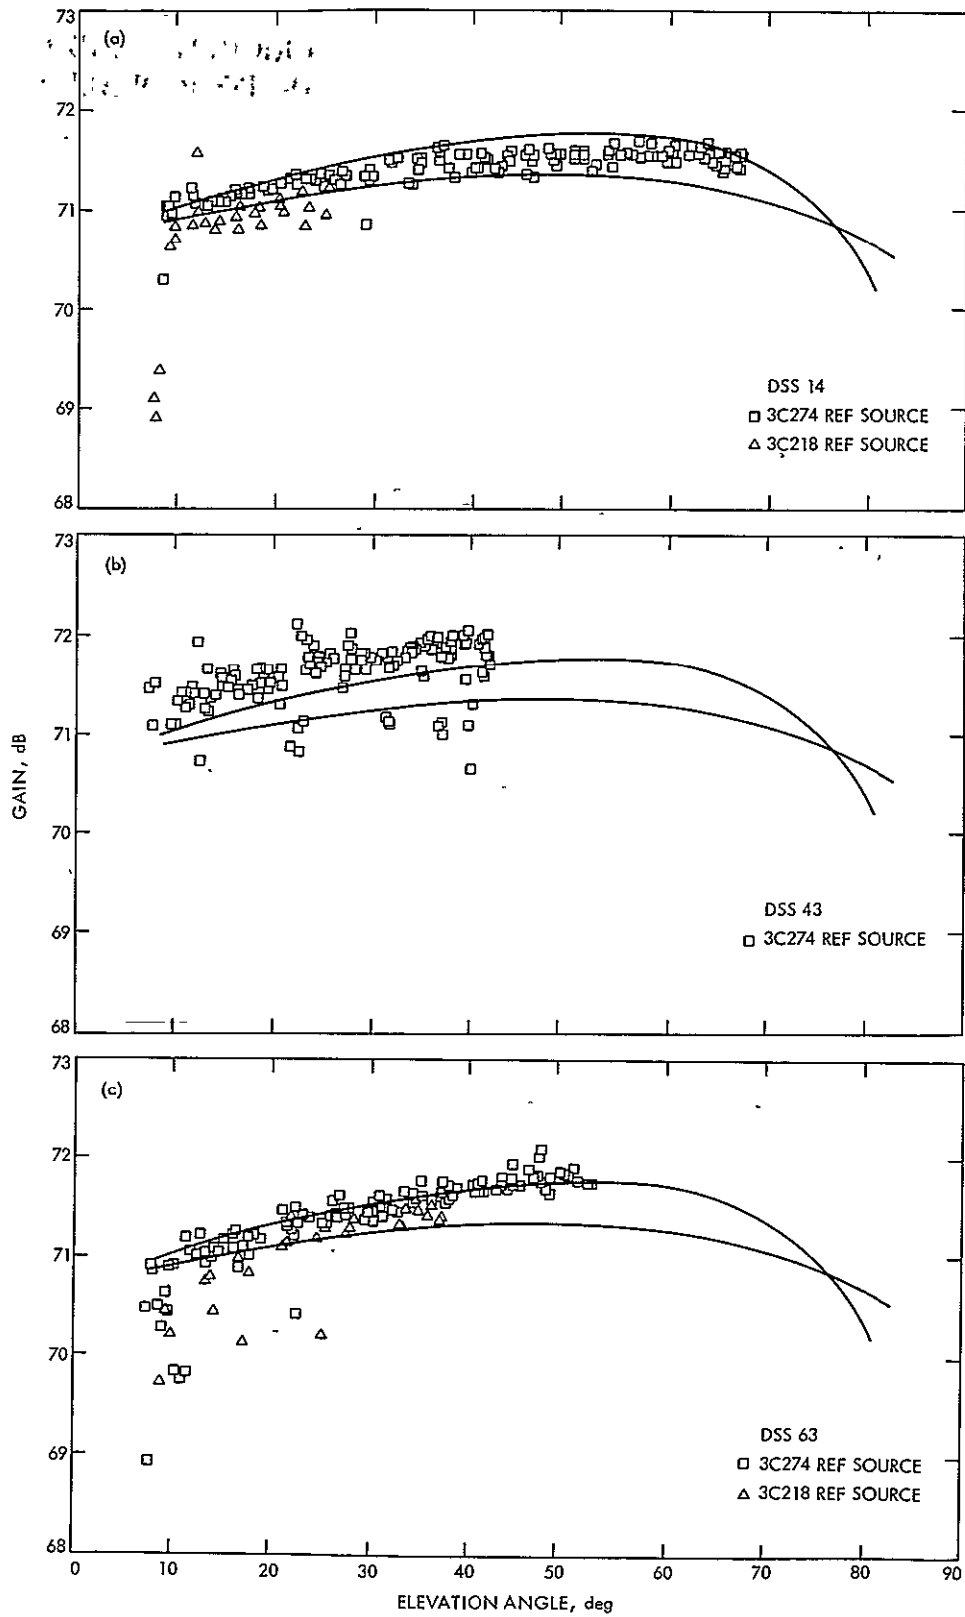 73
(a)
72
71
70
69
68
DSS 14
3C274 REF SOURCE
3C218 REF SOURCE
73
(b)
72
71
70
69
68
GAIN, dB
DSS 43
3C274 REF SOURCE
73
(c)
72
71
70
69
68
DSS 63
3C274 REF SOURCE
3C218 REF SOURCE
0 10 20 30 40 50 60 70 80 90
ELEVATION ANGLE, deg